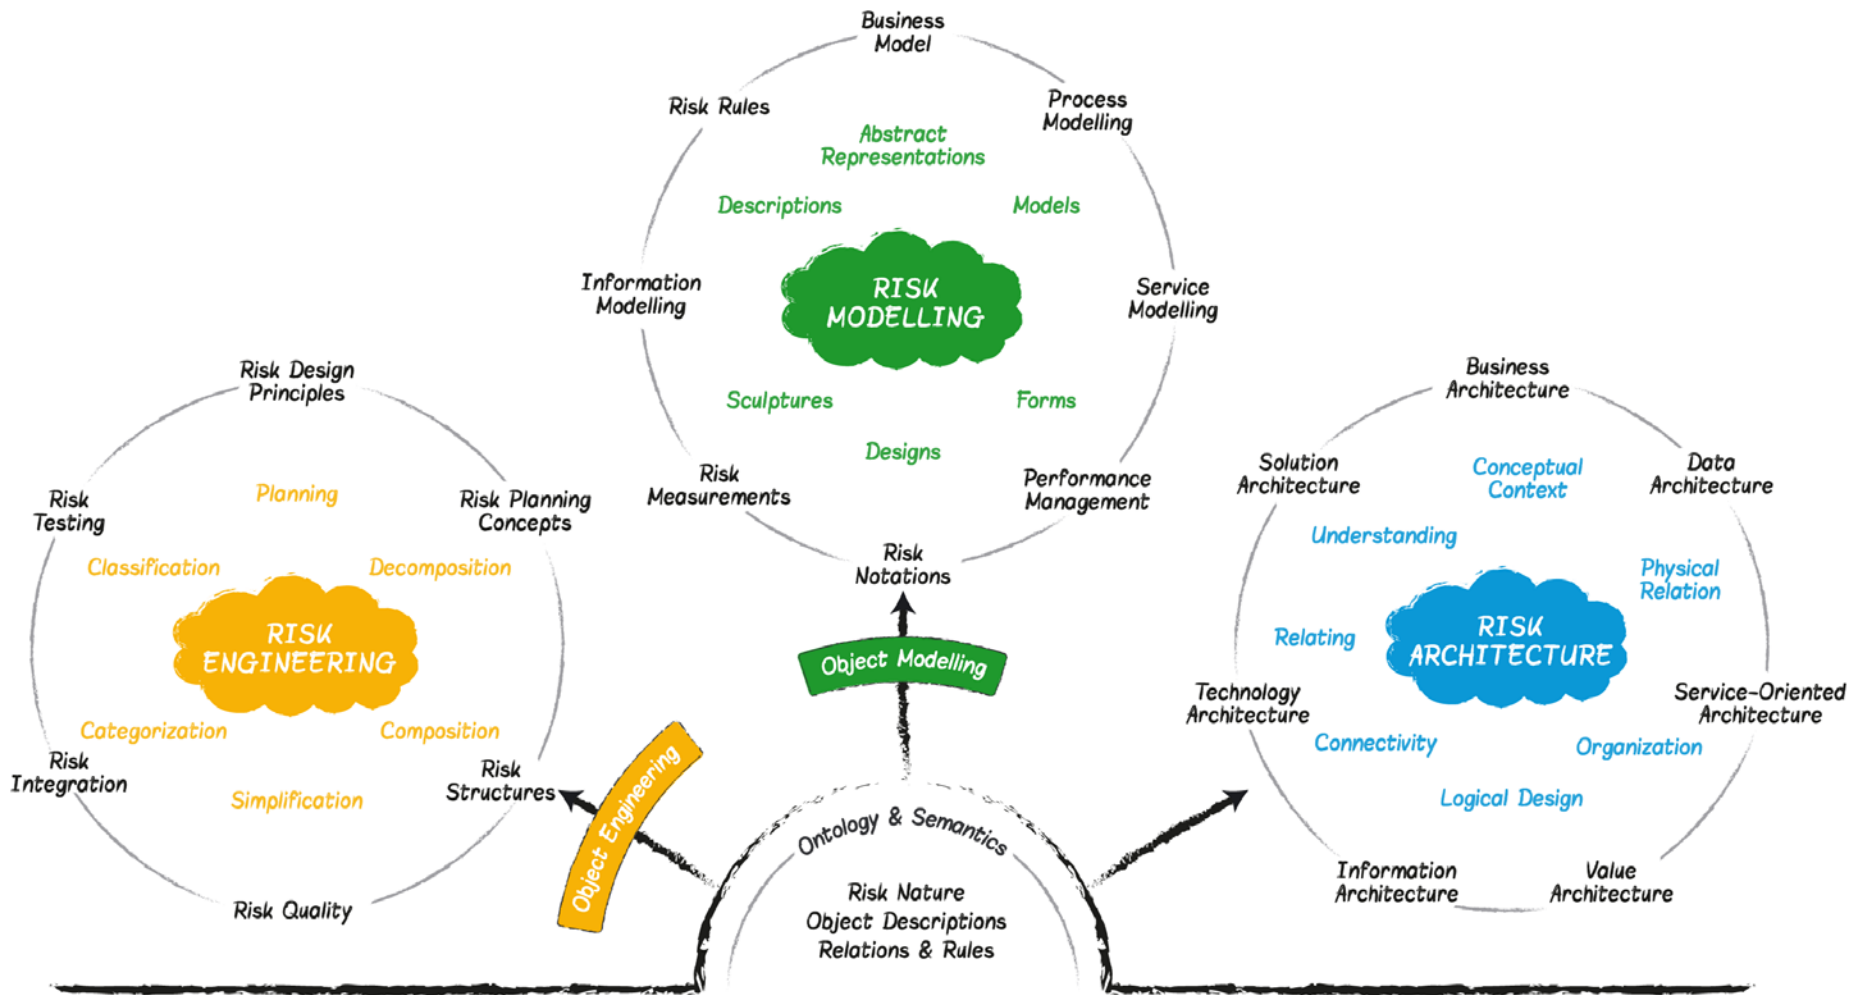 Business
Model
Risk Rules
Process
Modelling
Abstract
Representations
Descriptions
Models
Information
Modelling
RISK
MODELLING
Service
Modelling
Sculptures
Forms
Designs
Risk
Measurements
Performance
Management
Risk
Notations
Risk Design
Principles
Risk
Testing
Planning
Risk Planning
Concepts
Classification
Decomposition
RISK
ENGINEERING
Categorization
Composition
Risk
Integration
Simplification
Risk
Structures
Risk Quality
Business
Architecture
Solution
Architecture
Conceptual
Context
Data
Architecture
Understanding
Physical
Relation
Relating
RISK
ARCHITECTURE
Technology
Architecture
Service-Oriented
Architecture
Connectivity
Organization
Logical Design
Information
Architecture
Value
Architecture
Object Modelling
Object Engineering
Ontology & Semantics
Risk Nature
Object Descriptions
Relations & Rules